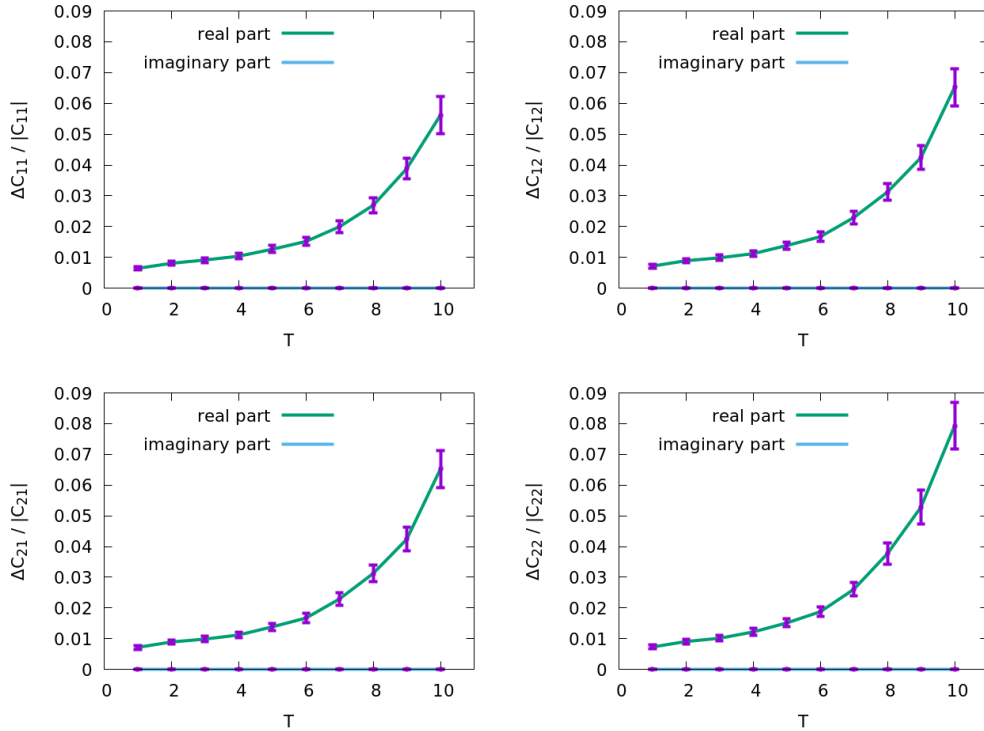 0.09
0.08
0.07
0.06
0.05
0.04
0.03
0.02
0.01
0
0 2 4 6 8 10
ΔC11 / |C11|
T
real part
imaginary part
0.09
0.08
0.07
0.06
0.05
0.04
0.03
0.02
0.01
0
0 2 4 6 8 10
ΔC12 / |C12|
T
real part
imaginary part
0.09
0.08
0.07
0.06
0.05
0.04
0.03
0.02
0.01
0
0 2 4 6 8 10
ΔC21 / |C21|
T
real part
imaginary part
0.09
0.08
0.07
0.06
0.05
0.04
0.03
0.02
0.01
0
0 2 4 6 8 10
ΔC22 / |C22|
T
real part
imaginary part